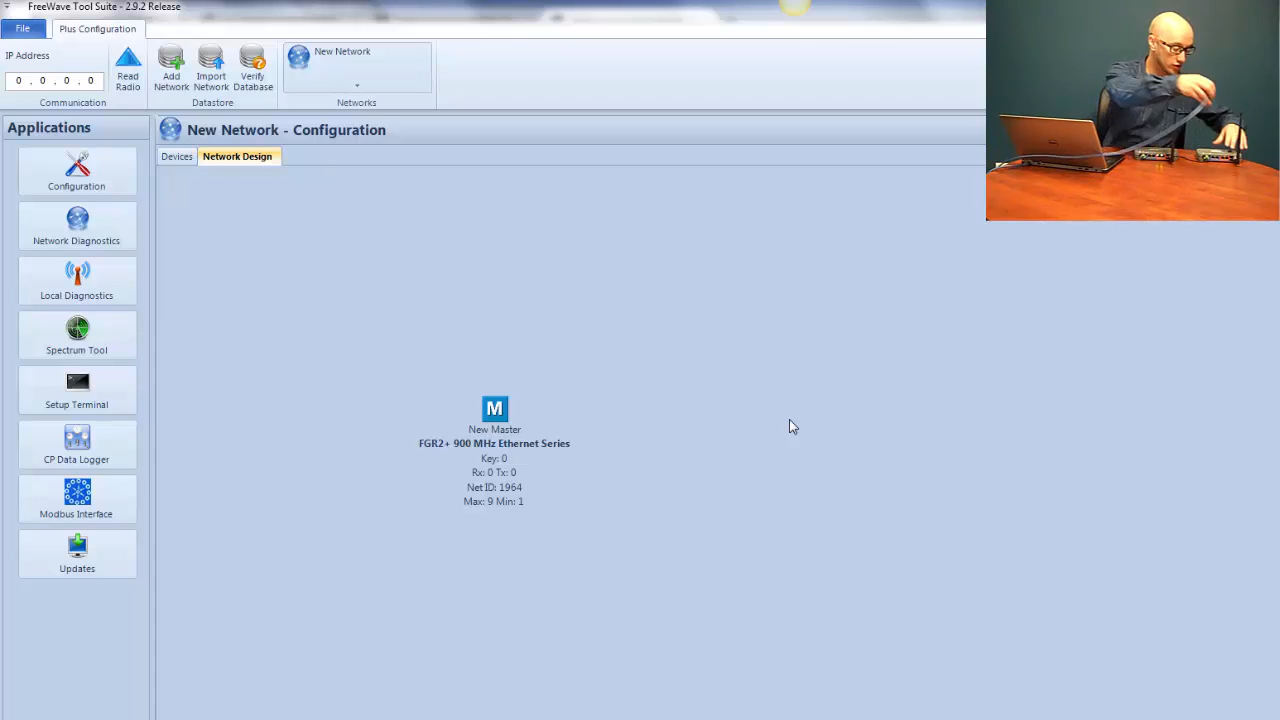 FreeWave Tool Suite - 2.9.2 Release
File
Plus Configuration
IP Address
0 . 0 . 0 . 0
Read Radio
Communication
Add Network
Import Network
Verify Database
Datastore
New Network
Networks
Applications
Configuration
Network Diagnostics
Local Diagnostics
Spectrum Tool
Setup Terminal
CP Data Logger
Modbus Interface
Updates
New Network - Configuration
Devices
Network Design
M
New Master
FGR2+ 900 MHz Ethernet Series
Key: 0
Rx: 0 Tx: 0
Net ID: 1964
Max: 9 Min: 1